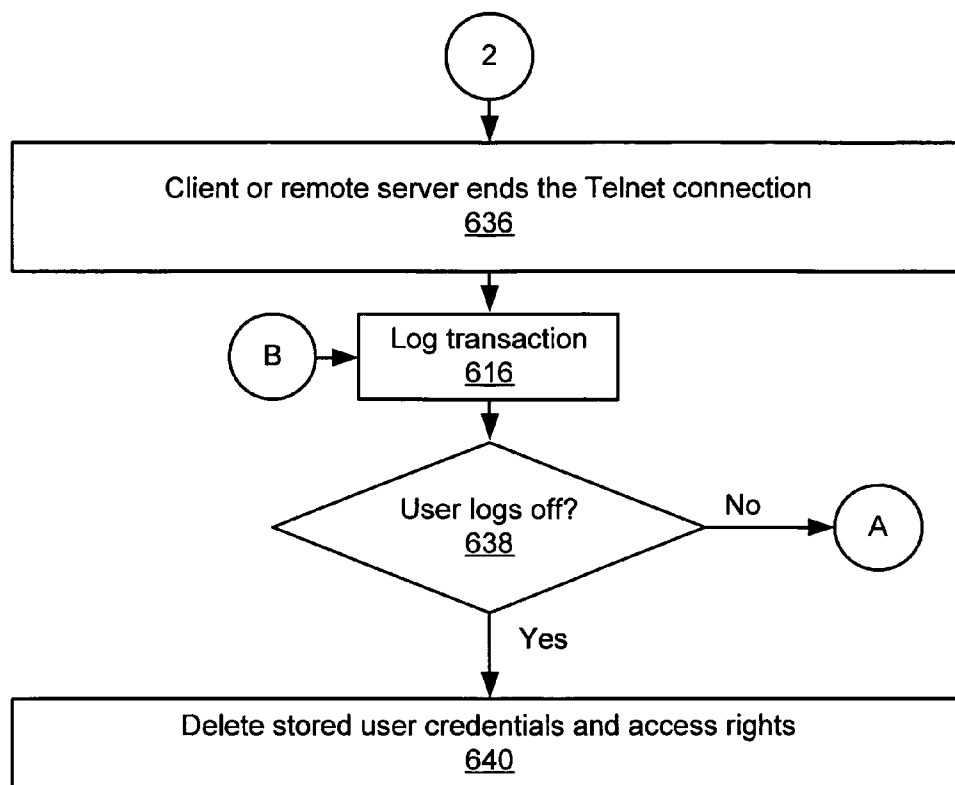 2
Client or remote server ends the Telnet connection
636
B
Log transaction
616
User logs off?
638
No
A
Yes
Delete stored user credentials and access rights
640